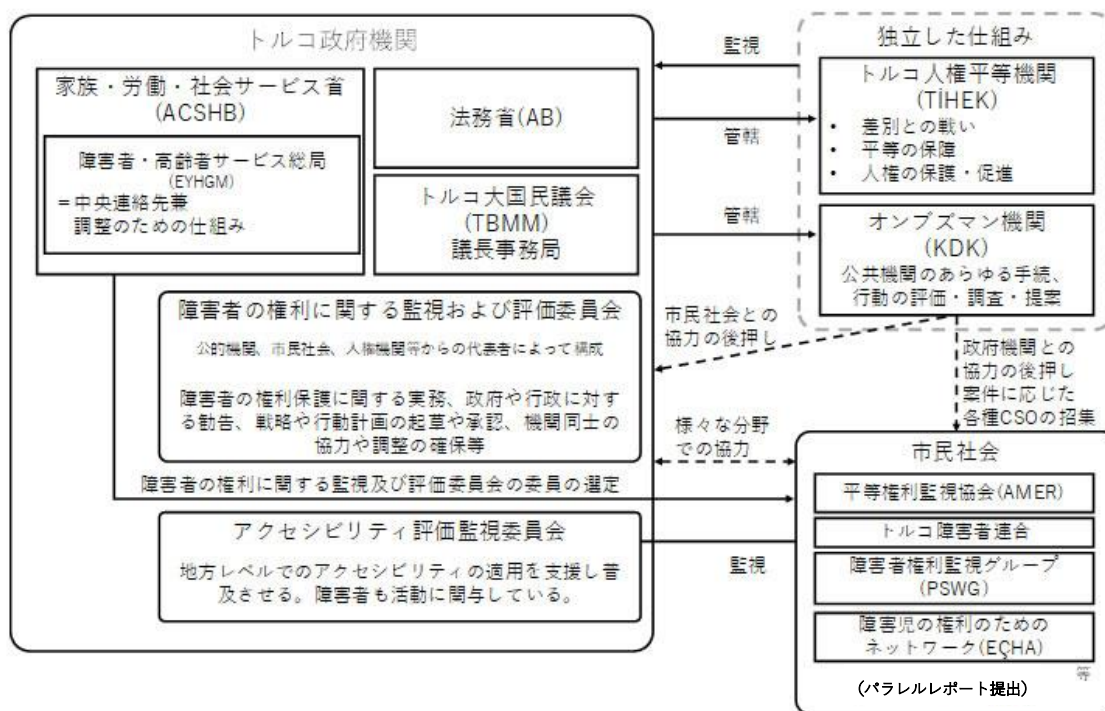 トルコ政府機関
家族・労働・社会サービス省
(ACSHB)
障害者・高齢者サービス総局
(EYHGM)
＝中央連絡先兼
調整のための仕組み
法務省(AB)
トルコ大国民議会
(TBMM)
議長事務局
障害者の権利に関する監視および評価委員会
公的機関、市民社会、人権機関等からの代表者によって構成
障害者の権利保護に関する実務、政府や行政に対す
る勧告、戦略や行動計画の起草や承認、機関同士の
協力や調整の確保等
障害者の権利に関する監視及び評価委員会の委員の選定
アクセシビリティ評価監視委員会
地方レベルでのアクセシビリティの適用を支援し普
及させる。障害者も活動に関与している。
監視
管轄
管轄
市民社会との
協力の後押し
様々な分野
での協力
監視
独立した仕組み
トルコ人権平等機関
(TİHEK)
• 差別との戦い
• 平等の保障
• 人権の保護・促進
オンブズマン機関
(KDK)
公共機関のあらゆる手続、
行動の評価・調査・提案
政府機関との
協力の後押し
案件に応じた
各種CSOの招集
市民社会
平等権利監視協会(AMER)
トルコ障害者連合
障害者権利監視グループ
(PSWG)
障害児の権利のための
ネットワーク(EÇHA)
等
(パラレルレポート提出)